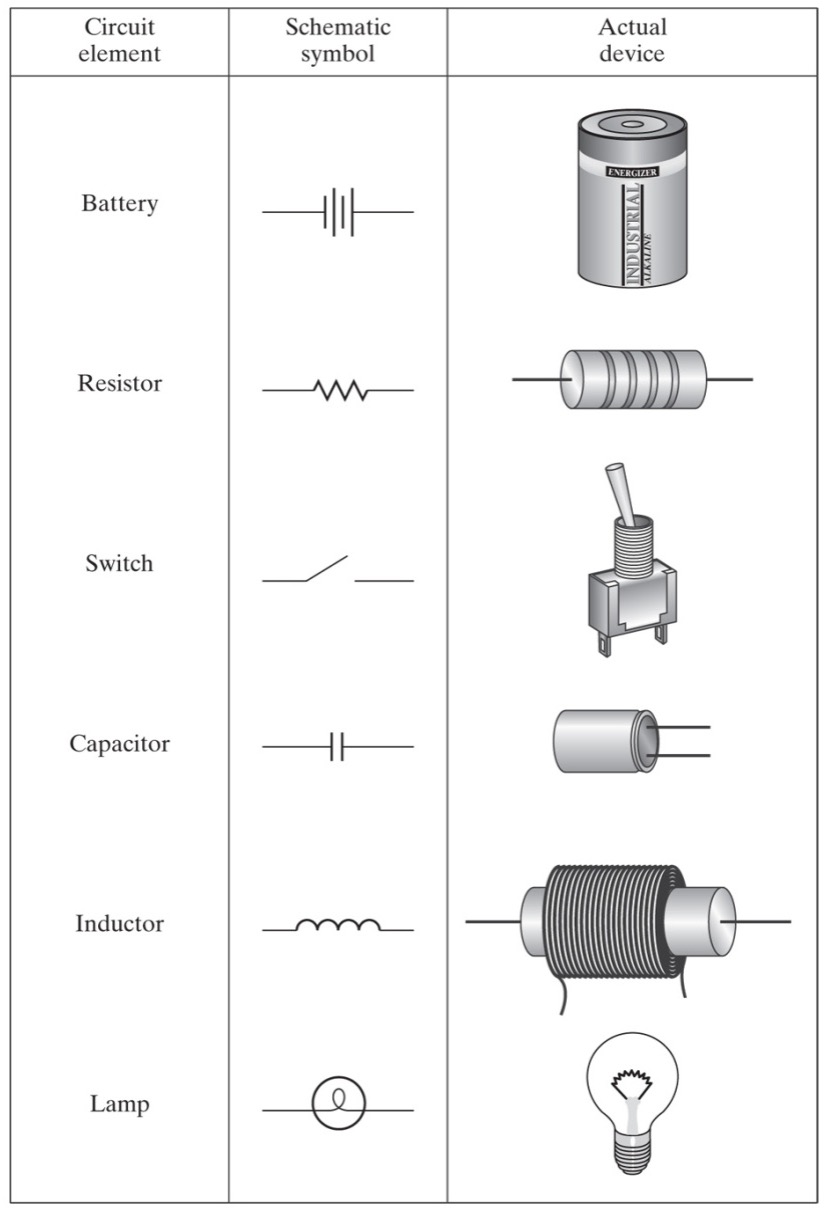 Circuit
element
Schematic
symbol
Actual
device
Battery
ENERGIZER
INDUSTRIAL
ALKALINE
Resistor
Switch
Capacitor
Inductor
Lamp